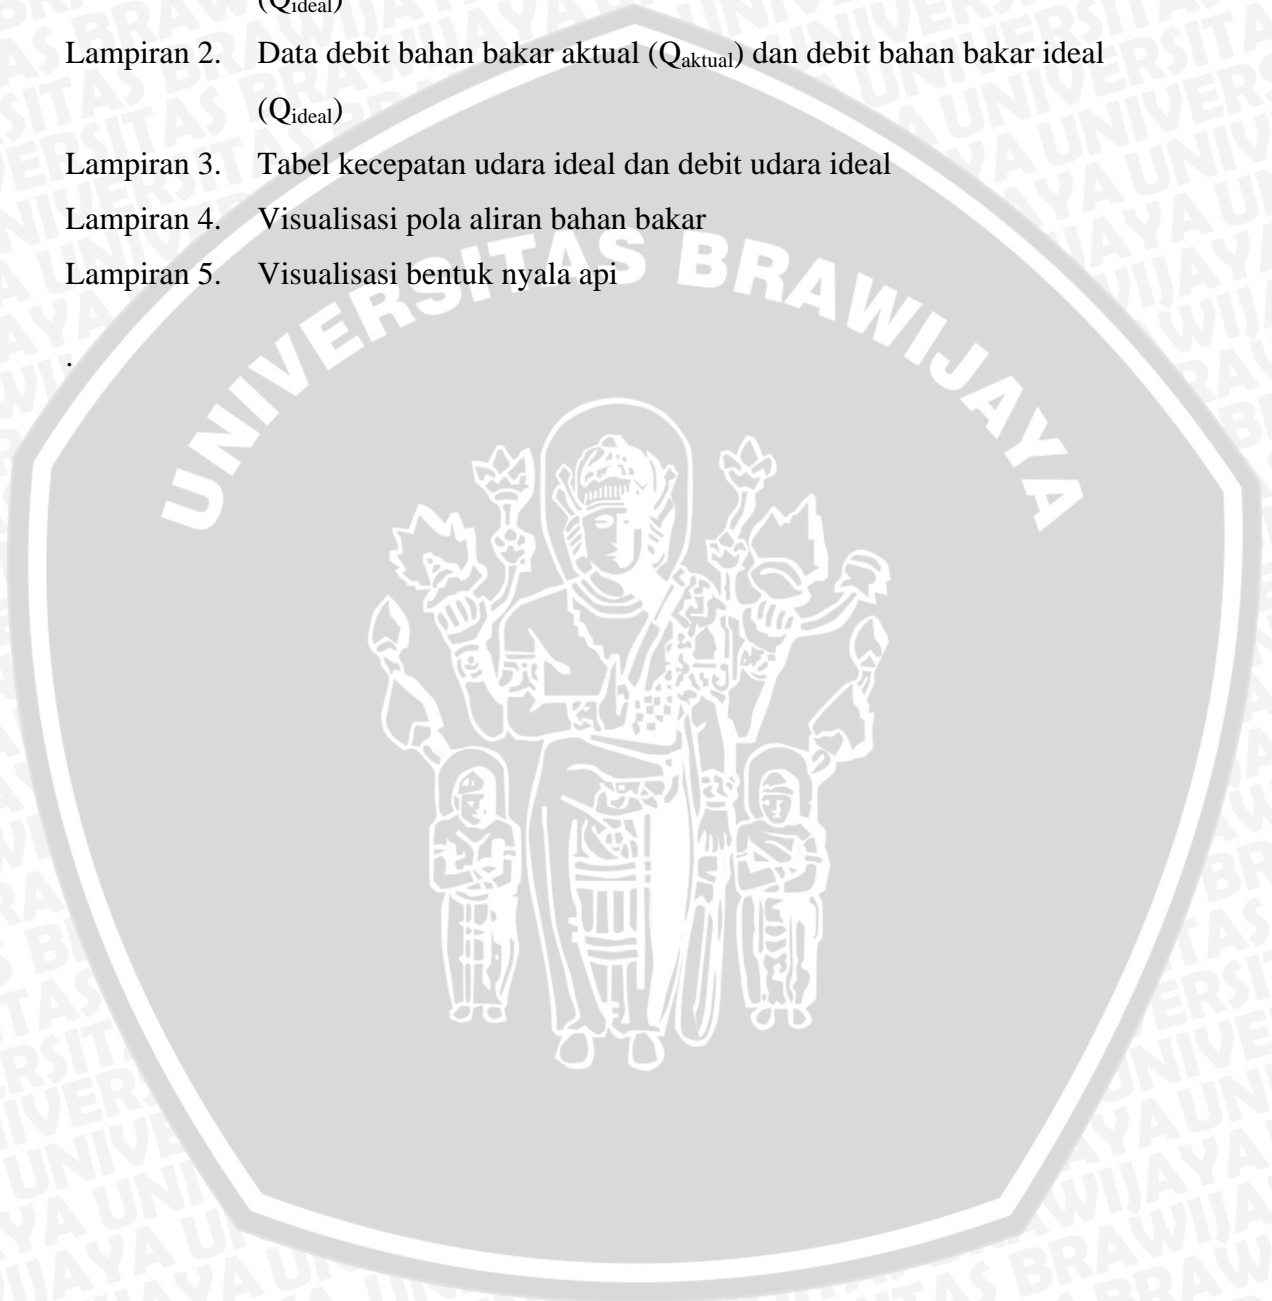 (Qideal)
Lampiran 2. Data debit bahan bakar aktual (Qaktual) dan debit bahan bakar ideal
(Qideal)
Lampiran 3. Tabel kecepatan udara ideal dan debit udara ideal
Lampiran 4. Visualisasi pola aliran bahan bakar
Lampiran 5. Visualisasi bentuk nyala api
.
UNIVERSITAS BRAWIJAYA